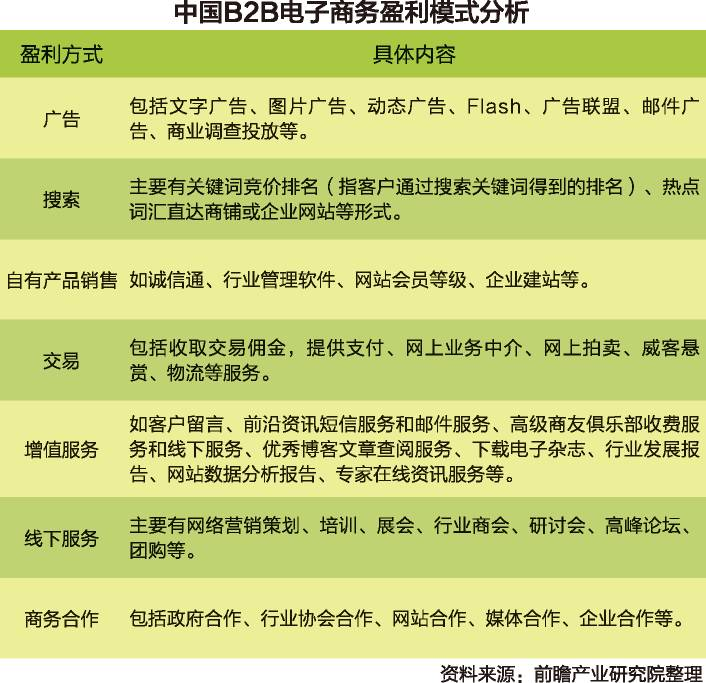 中国B2B电子商务盈利模式分析
盈利方式 具体内容
广告
包括文字广告、图片广告、动态广告、Flash、广告联盟、邮件广
告、商业调查投放等。
搜索
主要有关键词竞价排名（指客户通过搜索关键词得到的排名）、热点
词汇直达商铺或企业网站等形式。
自有产品销售 如诚信通、行业管理软件、网站会员等级、企业建站等。
交易
包括收取交易佣金，提供支付、网上业务中介、网上拍卖、威客悬
赏、物流等服务。
增值服务
如客户留言、前沿资讯短信服务和邮件服务、高级商友俱乐部收费服
务和线下服务、优秀博客文章查阅服务、下载电子杂志、行业发展报
告、网站数据分析报告、专家在线资讯服务等。
线下服务
主要有网络营销策划、培训、展会、行业商会、研讨会、高峰论坛、
团购等。
商务合作 包括政府合作、行业协会合作、网站合作、媒体合作、企业合作等。
资料来源：前瞻产业研究院整理